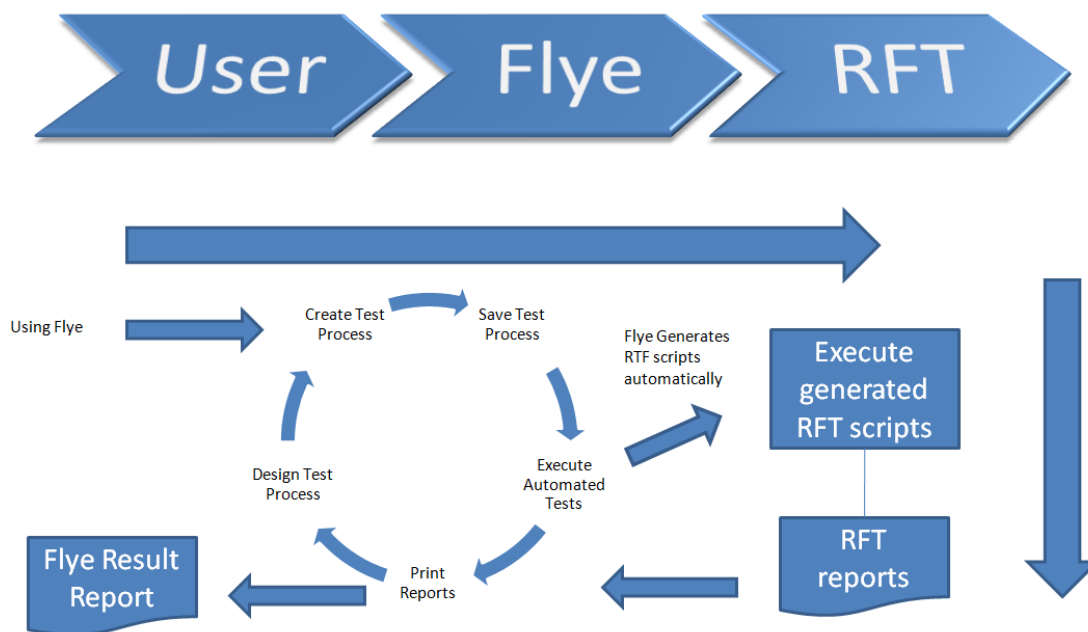 User
Flye
RFT
Using Flye
Create Test
Process
Save Test
Process
Flye Generates
RTF scripts
automatically
Execute
generated
RFT scripts
Design Test
Process
Execute
Automated
Tests
Flye Result
Report
Print
Reports
RFT
reports